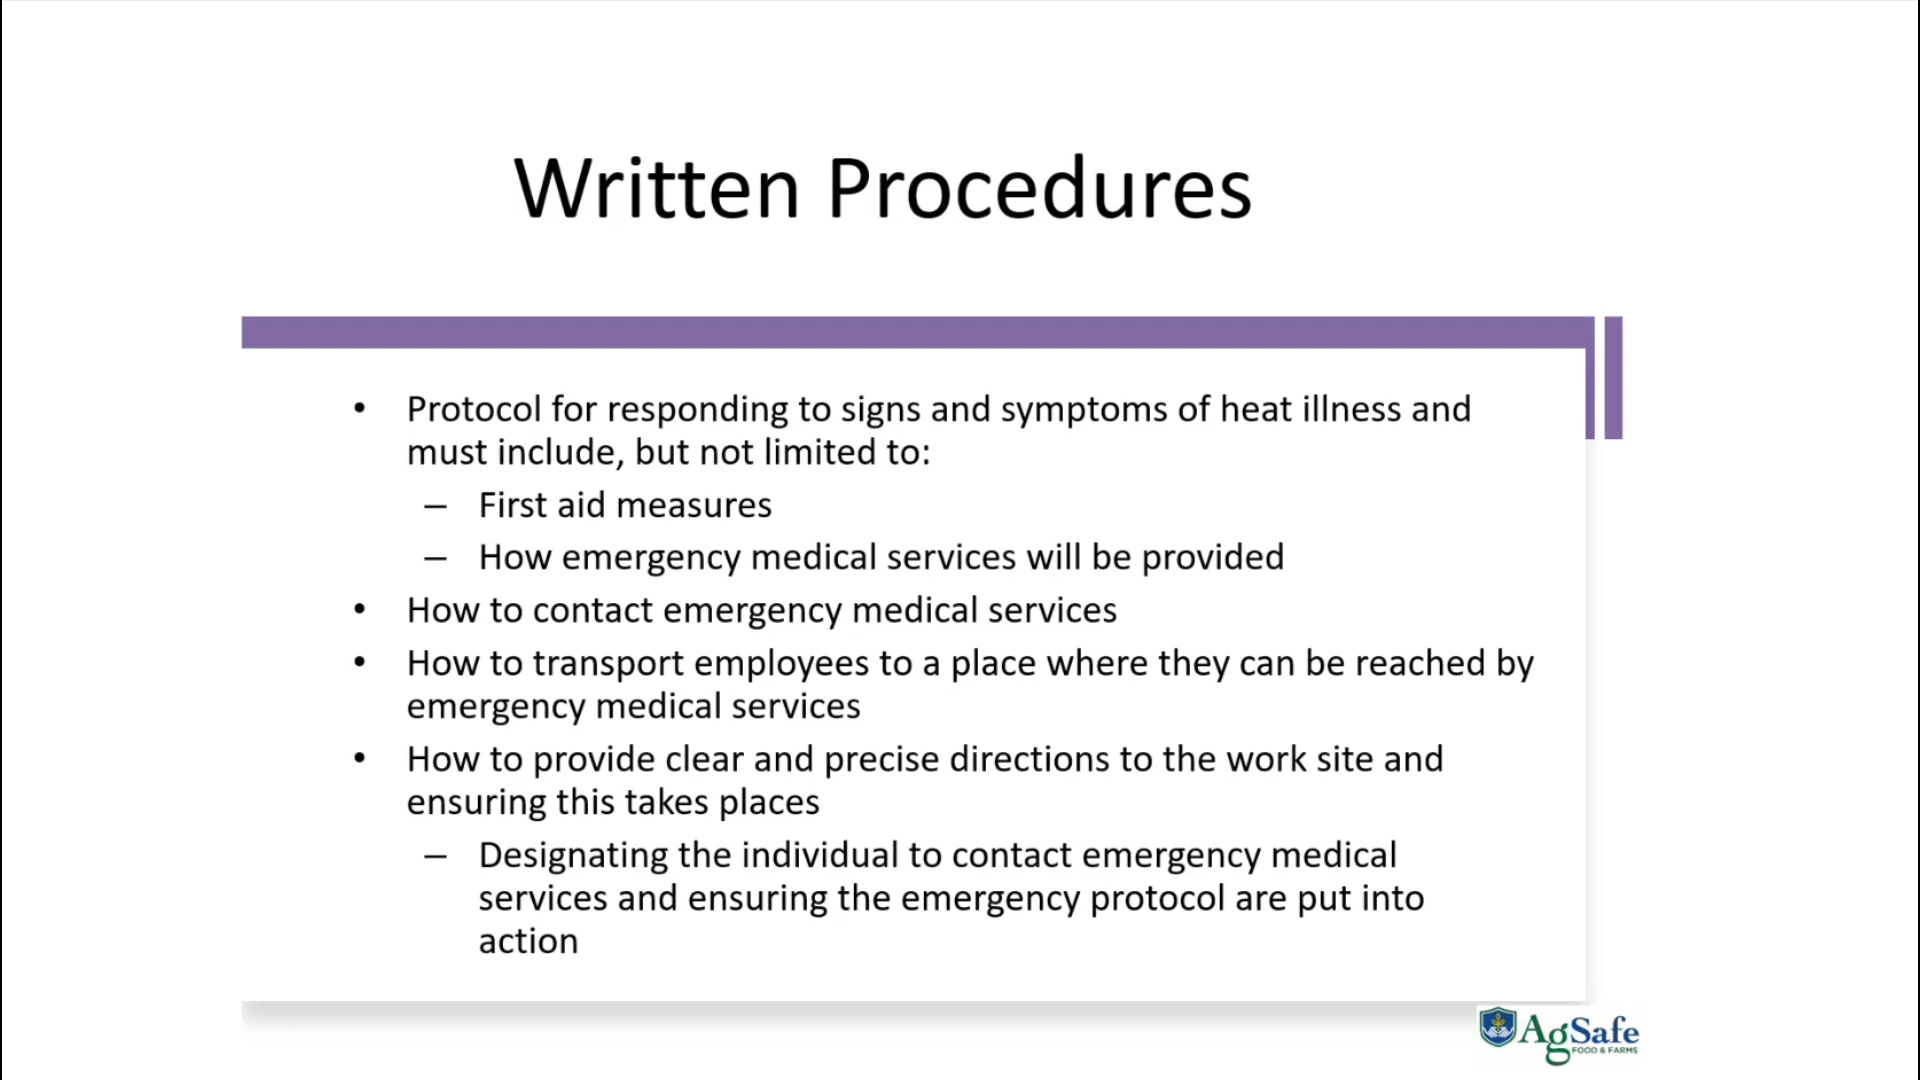 Written Procedures
• Protocol for responding to signs and symptoms of heat illness and
must include, but not limited to:
– First aid measures
– How emergency medical services will be provided
• How to contact emergency medical services
• How to transport employees to a place where they can be reached by
emergency medical services
• How to provide clear and precise directions to the work site and
ensuring this takes places
– Designating the individual to contact emergency medical
services and ensuring the emergency protocol are put into
action
AgSafe
FOOD & FARMS